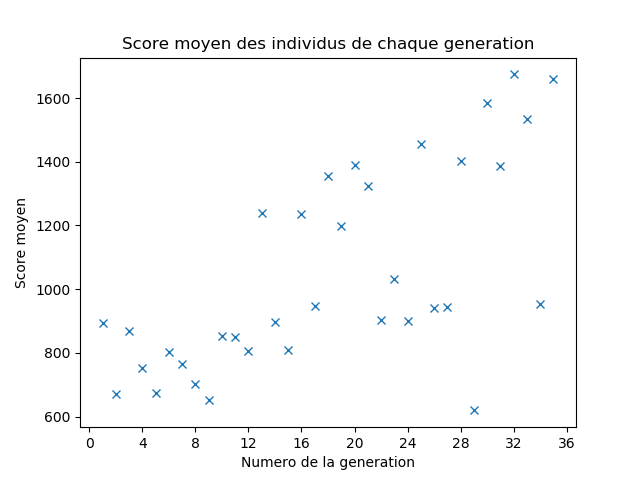 Score moyen des individus de chaque generation
1600
1400
1200
1000
800
600
Score moyen
0 4 8 12 16 20 24 28 32 36
Numero de la generation